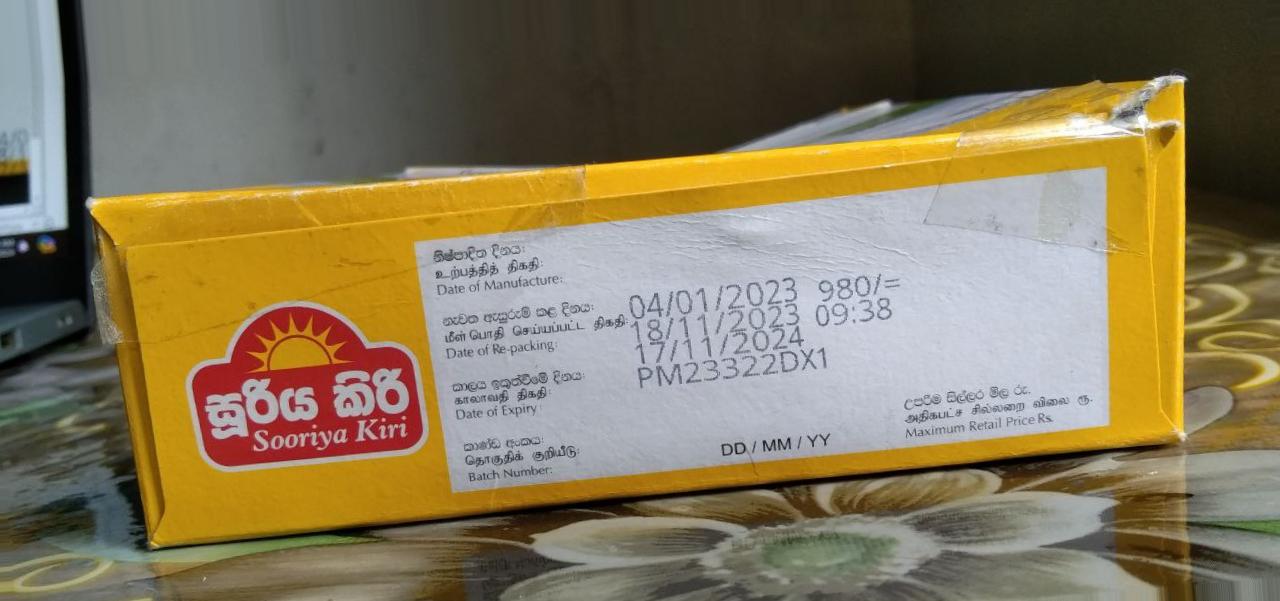 සූරිය කිරි
Sooriya Kiri
නිෂ්පාදිත දිනය:
உற்பத்தித் திகதி:
Date of Manufacture:
නැවත ඇසුරුම් කළ දිනය:
மீள் பொதி செய்யப்பட்ட திகதி:
Date of Re-packing:
කාලය ඉකුත්වීමේ දිනය:
காலாவதி திகதி:
Date of Expiry:
කාණ්ඩ අංකය:
தொகுதிக் குறியீடு:
Batch Number:
04/01/2023 980/=
18/11/2023 09:38
17/11/2024
PM23322DX1
DD / MM / YY
උපරිම සිල්ලර මිල රු.
அதிகபட்ச சில்லறை விலை ரூ.
Maximum Retail Price Rs.